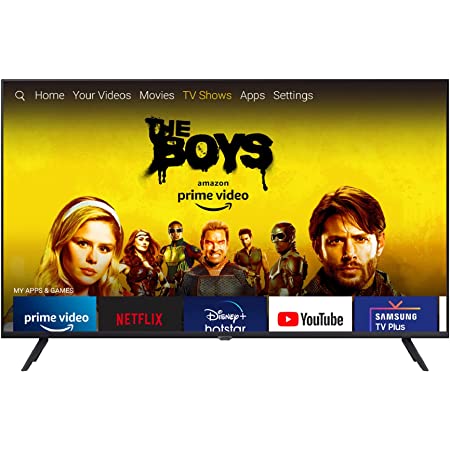 Home Your Videos Movies TV Shows Apps Settings
THE
BOYS
amazon
prime video
MY APPS & GAMES
prime video NETFLIX Disney+ hotstar YouTube SAMSUNG TV Plus